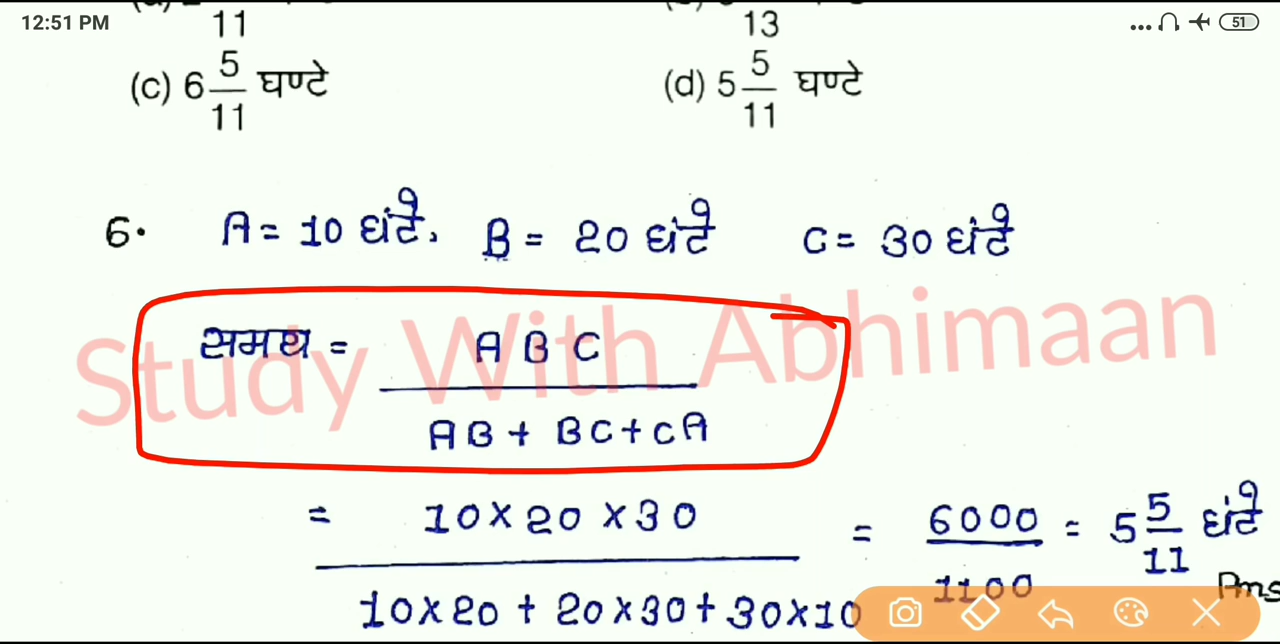 12:51 PM ... 51
11 13
(c) 6 5/11 घण्टे (d) 5 5/11 घण्टे
6. A = 10 घंटे, B = 20 घंटे C = 30 घंटे
Study With Abhimaan
समय = A B C / AB + BC + CA
= 10 × 20 × 30 / 10×20 + 20×30 + 30×10 = 6000 / 1100 = 5 5/11 घंटे
Ans